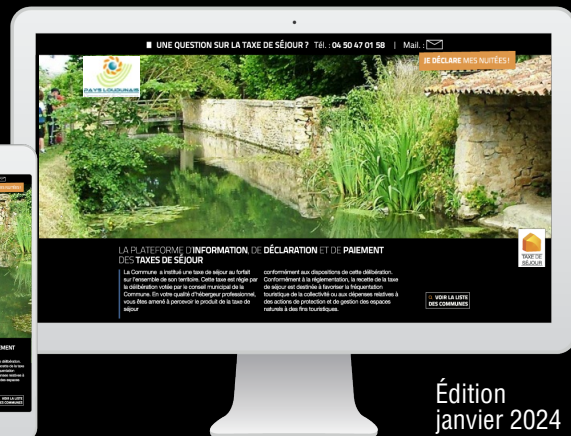 UNE QUESTION SUR LA TAXE DE SÉJOUR ? Tél. : 04 50 47 01 58 | Mail. :
JE DÉCLARE MES NUITÉES !
PAYS LOUDUNAIS
LA PLATEFORME D'INFORMATION, DE DÉCLARATION ET DE PAIEMENT
DES TAXES DE SÉJOUR
La Commune a institué une taxe de séjour au forfait
sur l'ensemble de son territoire. Cette taxe est régie par
la délibération votée par le conseil municipal de la
Commune. En votre qualité d'hébergeur professionnel,
vous êtes amené à percevoir le produit de la taxe de
séjour
conformément aux dispositions de cette délibération.
Conformément à la réglementation, la recette de la taxe
de séjour est destinée à favoriser la fréquentation
touristique de la collectivité ou aux dépenses relatives à
des actions de protection et de gestion des espaces
naturels à des fins touristiques.
TAXE DE
SÉJOUR
VOIR LA LISTE
DES COMMUNES
EMENT
VOIR LA LISTE
DES COMMUNES
Édition
janvier 2024